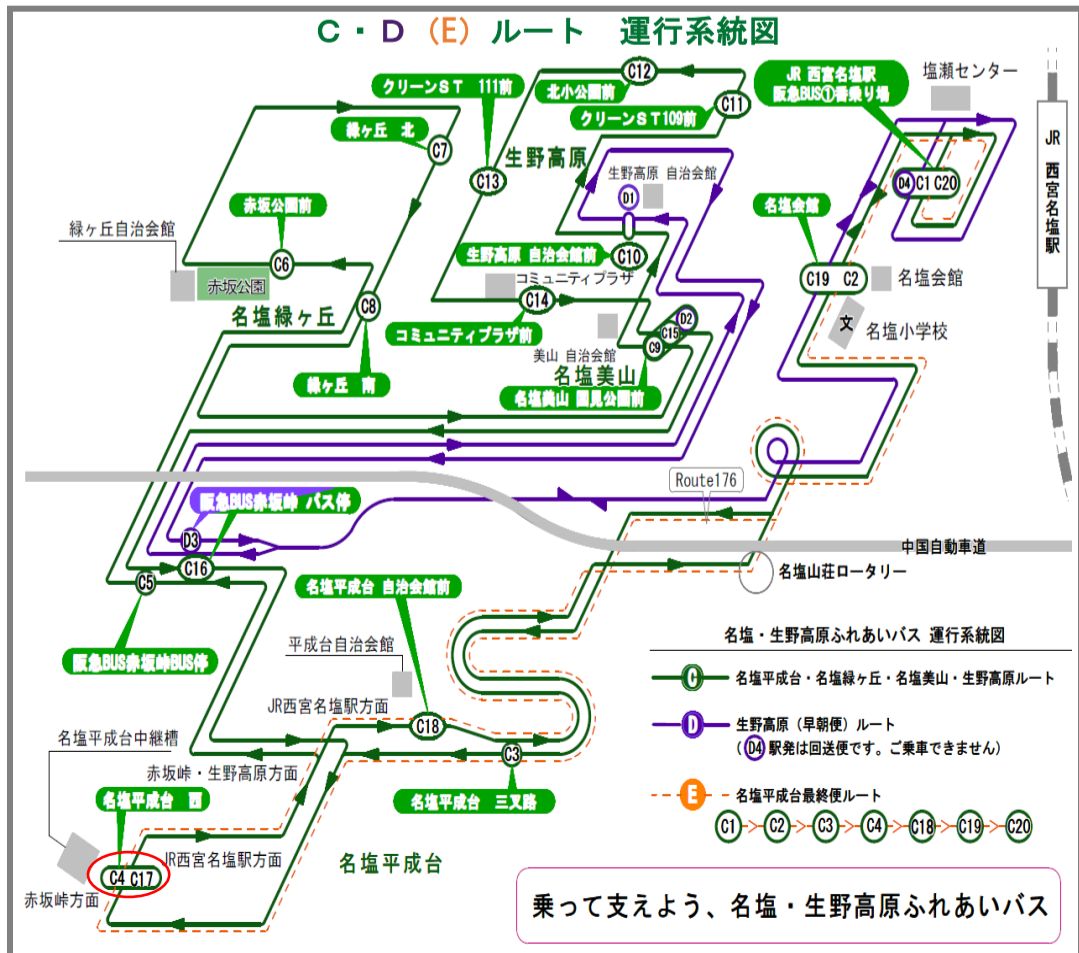 C・D（E）ルート　運行系統図
クリーンST 111前
C12
北小公園前
クリーンST109前
C11
JR 西宮名塩駅
阪急BUS①番乗り場
塩瀬センター
JR 西宮名塩駅
緑ヶ丘 北
C7
生野高原
C13
生野高原 自治会館
D1
D4 C1 C20
赤坂公園前
名塩会館
緑ヶ丘自治会館
C6
赤坂公園
生野高原 自治会館前
C10
コミュニティプラザ
C19 C2
名塩会館
名塩緑ヶ丘
C8
C14
コミュニティプラザ前
文
名塩小学校
D2
C15
C9
美山 自治会館
名塩美山
緑ヶ丘 南
名塩美山 国見公園前
Route176
阪急BUS赤坂峠 バス停
D3
中国自動車道
C16
C5
名塩山荘ロータリー
名塩平成台 自治会館前
阪急BUS赤坂峠BUS停
平成台自治会館
JR西宮名塩駅方面
C18
C3
名塩平成台中継槽
赤坂峠・生野高原方面
名塩平成台 西
名塩平成台 三叉路
JR西宮名塩駅方面
名塩平成台
C4 C17
赤坂峠方面
名塩・生野高原ふれあいバス 運行系統図
C 名塩平成台・名塩緑ヶ丘・名塩美山・生野高原ルート
D 生野高原（早朝便）ルート
（D4駅発は回送便です。ご乗車できません）
E 名塩平成台最終便ルート
C1 C2 C3 C4 C18 C19 C20
乗って支えよう、名塩・生野高原ふれあいバス